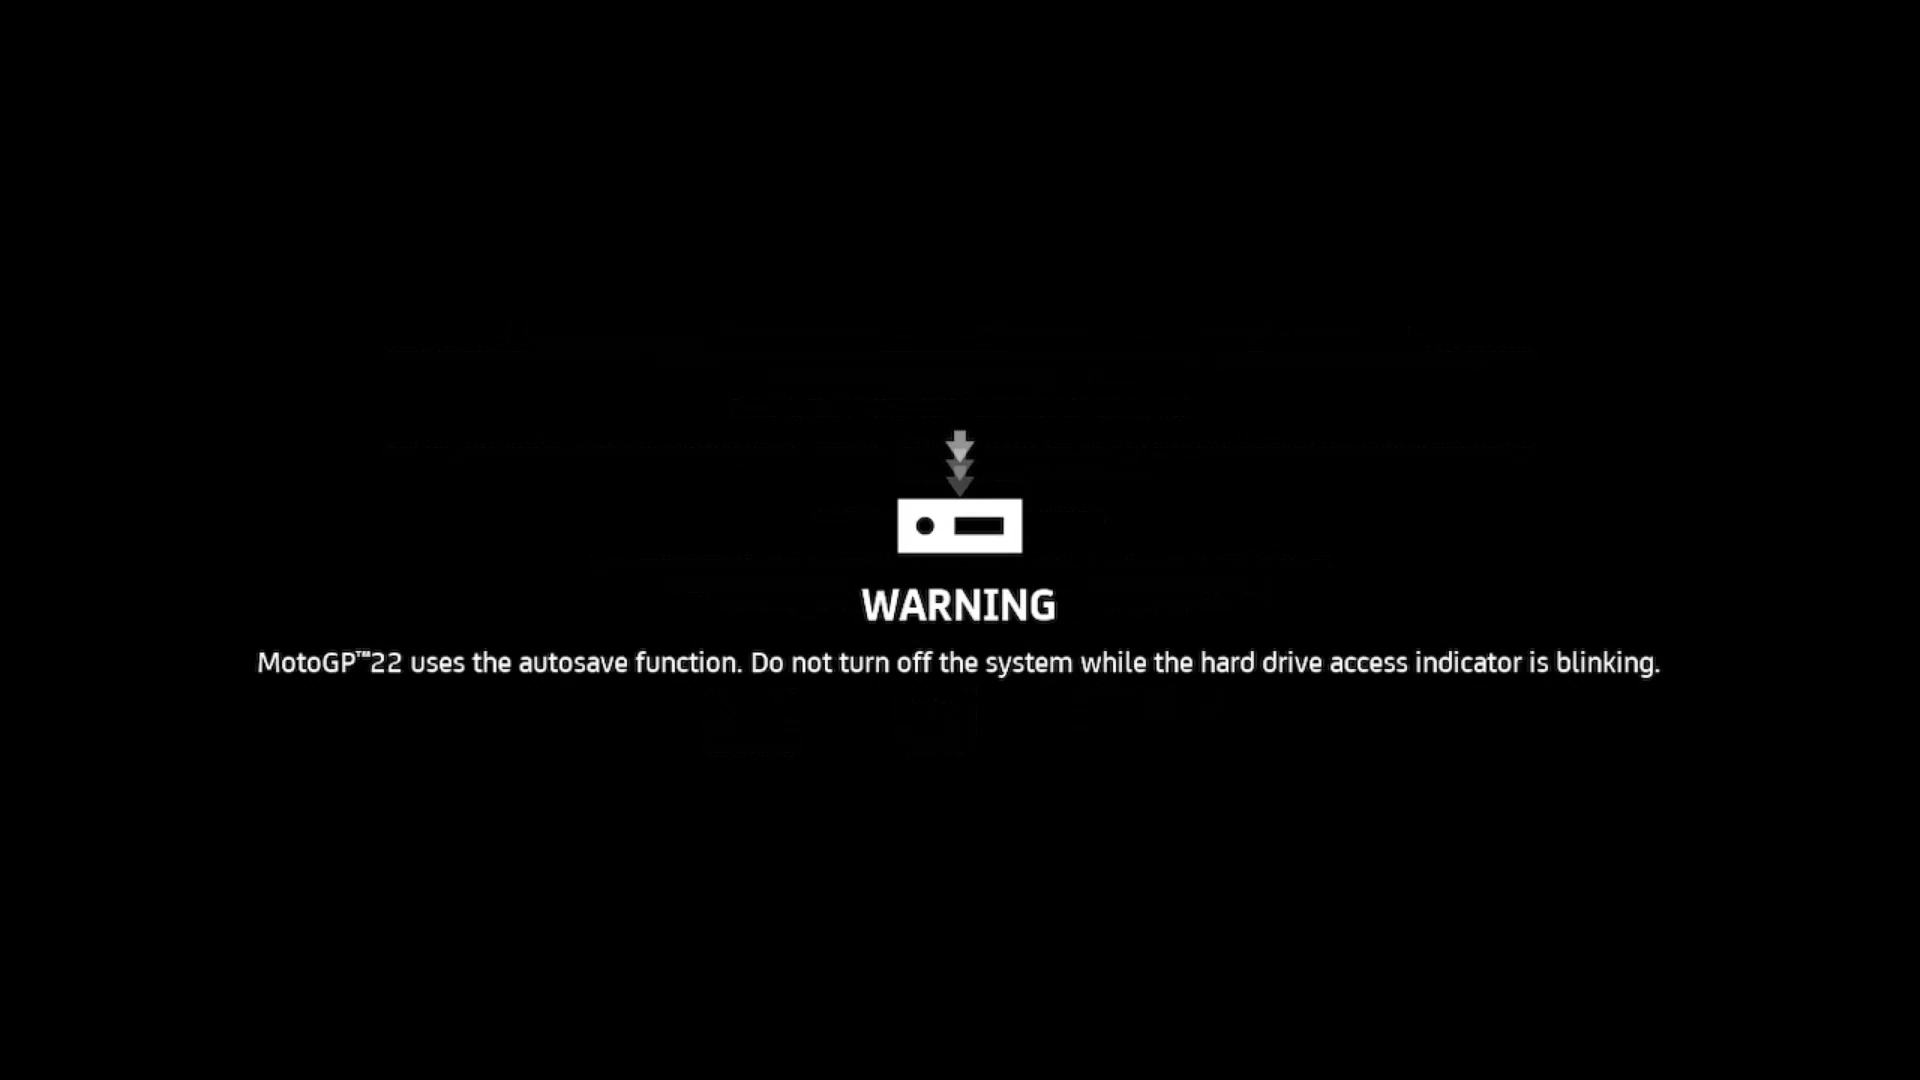 WARNING
MotoGP™22 uses the autosave function. Do not turn off the system while the hard drive access indicator is blinking.